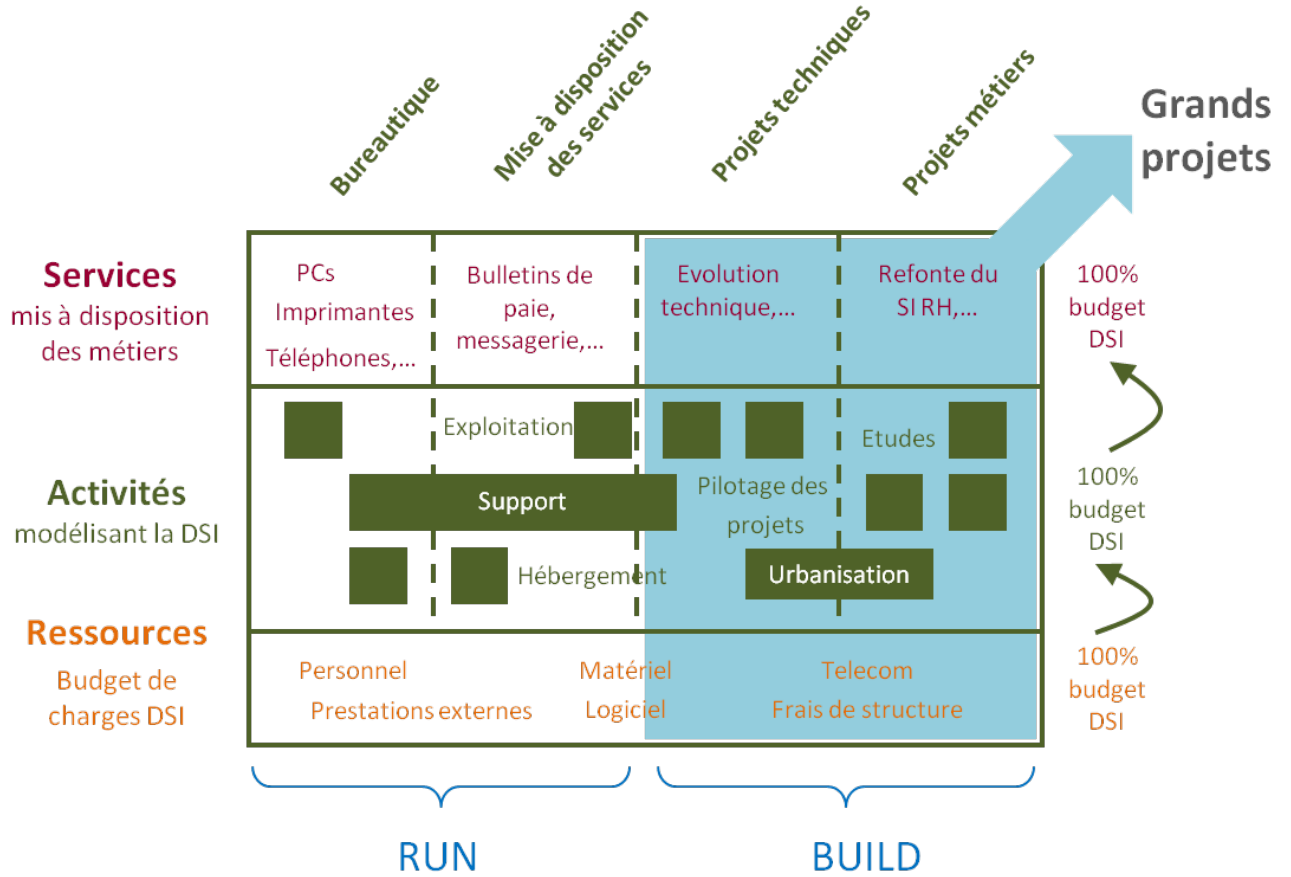 Bureautique
Mise à disposition
des services
Projets techniques
Projets métiers
Grands
projets
Services
mis à disposition
des métiers
PCs
Imprimantes
Téléphones,...
Bulletins de
paie,
messagerie,...
Evolution
technique,...
Refonte du
SI RH,...
100%
budget
DSI
Activités
modélisant la DSI
Exploitation
Etudes
Support
Pilotage des
projets
Hébergement
Urbanisation
100%
budget
DSI
Ressources
Budget de
charges DSI
Personnel
Matériel
Telecom
Prestations externes
Logiciel
Frais de structure
100%
budget
DSI
RUN
BUILD